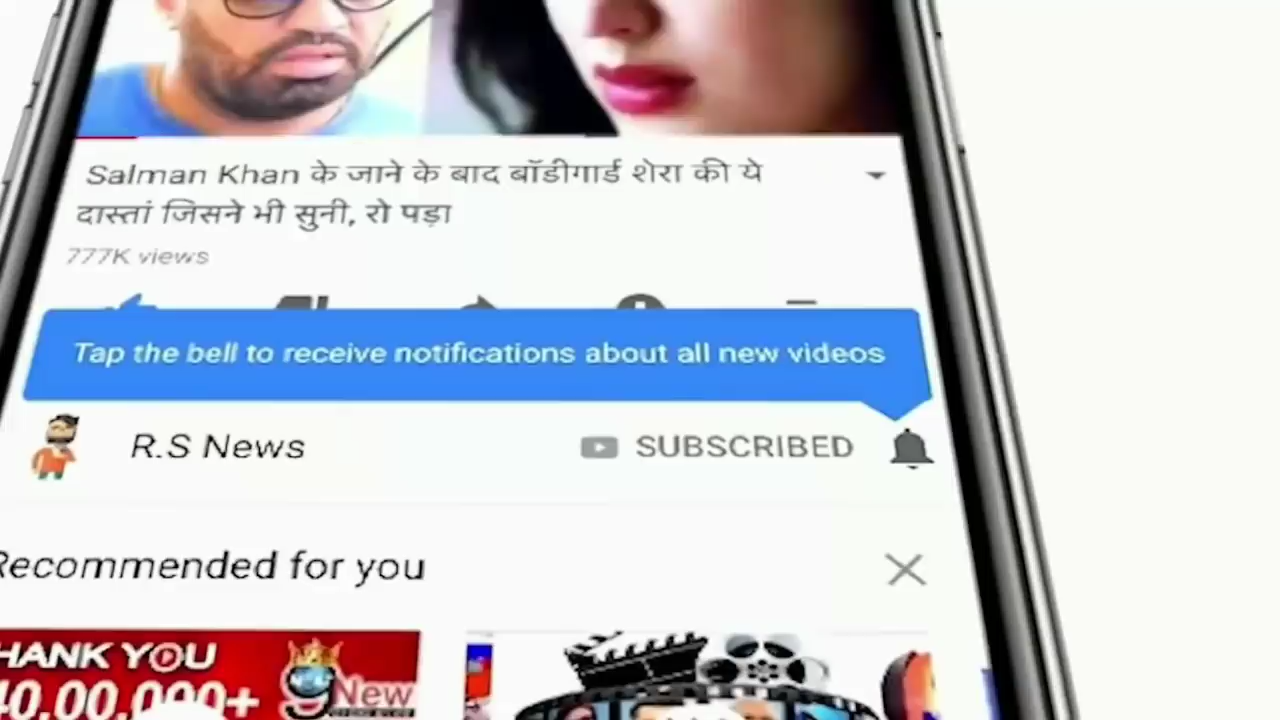 Salman Khan के जाने के बाद बॉडीगार्ड शेरा की ये
दास्तां जिसने भी सुनी, रो पड़ा
777K views
Tap the bell to receive notifications about all new videos
R.S News
SUBSCRIBED
Recommended for you
THANK YOU
40,00,000+
New